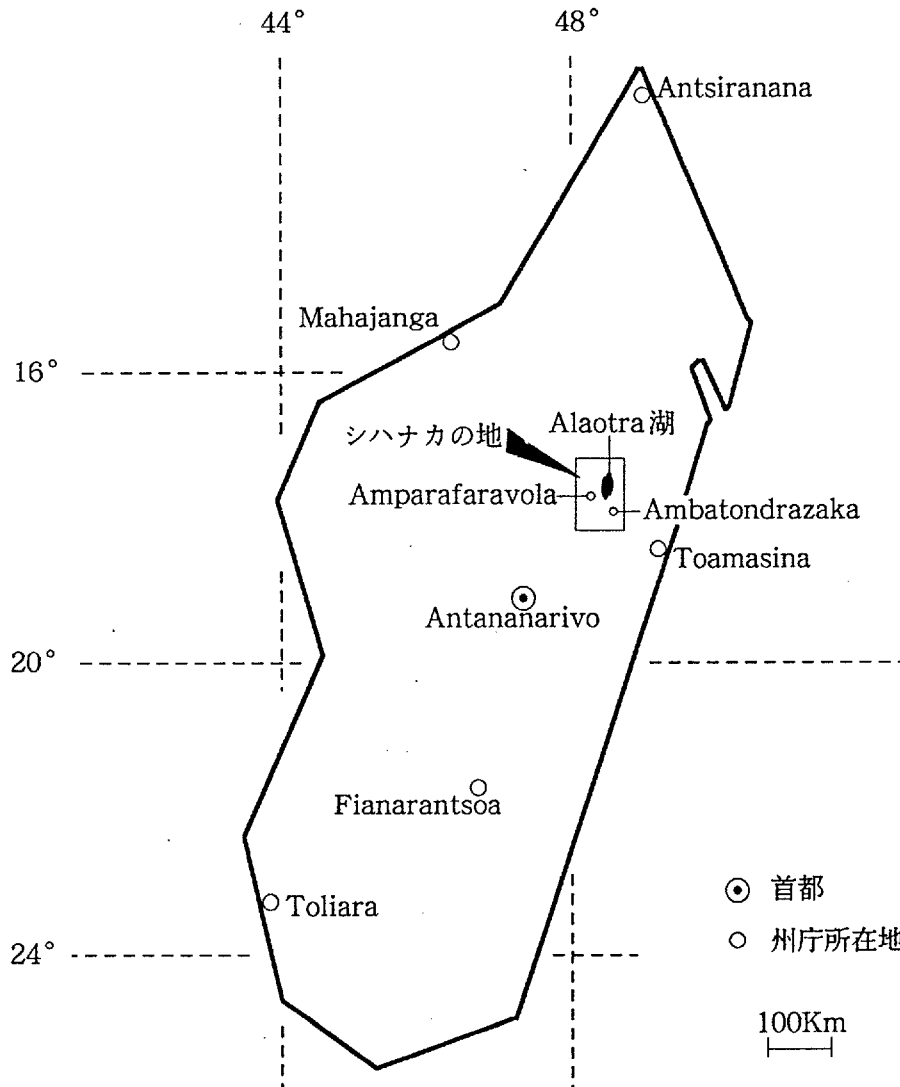 44° 48°
Antsiranana
Mahajanga
16°
シハナカの地
Alaotra湖
Amparafaravola
Ambatondrazaka
Toamasina
Antananarivo
20°
Fianarantsoa
首都
Toliara
州庁所在地
24°
100Km